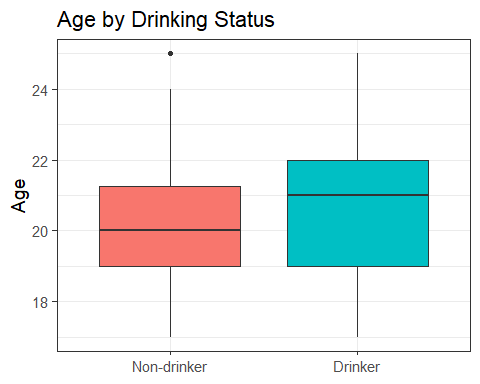 Age by Drinking Status
Age
24
22
20
18
Non-drinker
Drinker